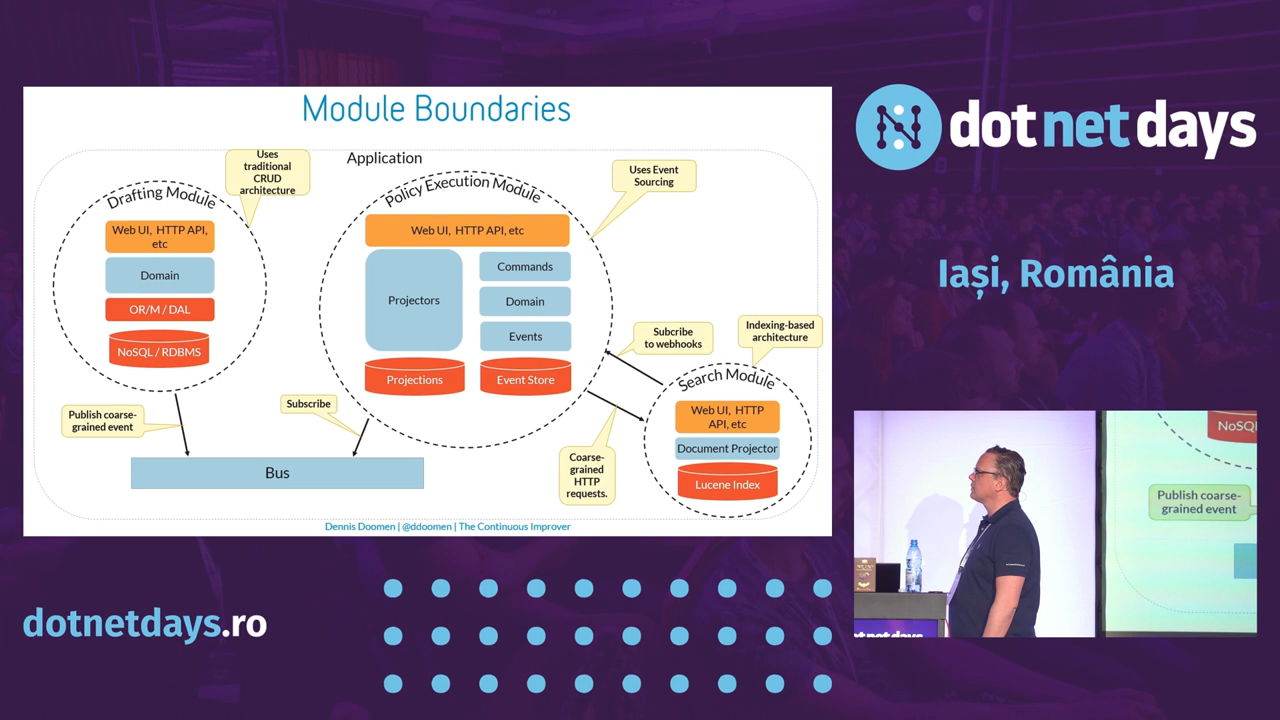 Module Boundaries
Application
Uses
traditional
CRUD
architecture
Drafting Module
Web UI, HTTP API,
etc
Domain
OR/M / DAL
NoSQL / RDBMS
Policy Execution Module
Uses Event
Sourcing
Web UI, HTTP API, etc
Projectors
Commands
Domain
Events
Projections
Event Store
Subcribe
to webhooks
Indexing-based
architecture
Search Module
Web UI, HTTP
API, etc
Document Projector
Lucene Index
Publish coarse-
grained event
Subscribe
Coarse-
grained
HTTP
requests.
Bus
Dennis Doomen | @ddoomen | The Continuous Improver
dotnetdays
Iași, România
NoSQL
Publish coarse-
grained event
dotnetdays.ro